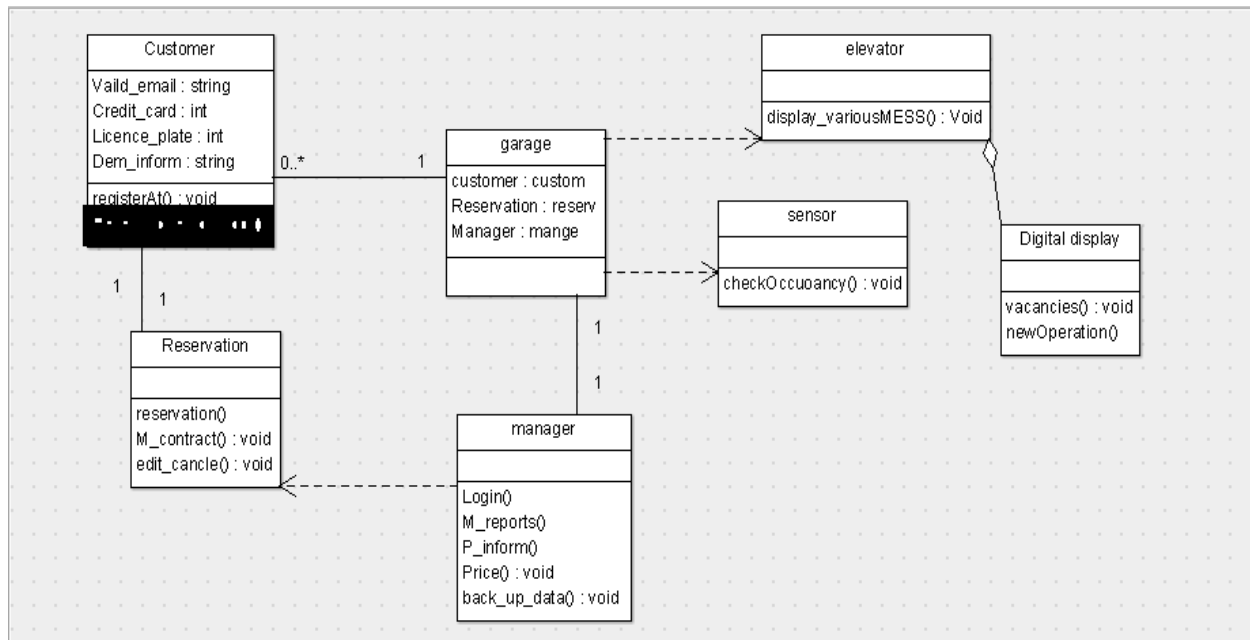 Customer
Vaild_email : string
Credit_card : int
Licence_plate : int
Dem_inform : string
registerAt() : void
0..*
1
garage
customer : custom
Reservation : reserv
Manager : mange
elevator
display_variousMESS() : Void
sensor
checkOccuoancy() : void
Digital display
vacancies() : void
newOperation()
1
1
Reservation
reservation()
M_contract() : void
edit_cancle() : void
1
1
manager
Login()
M_reports()
P_inform()
Price() : void
back_up_data() : void